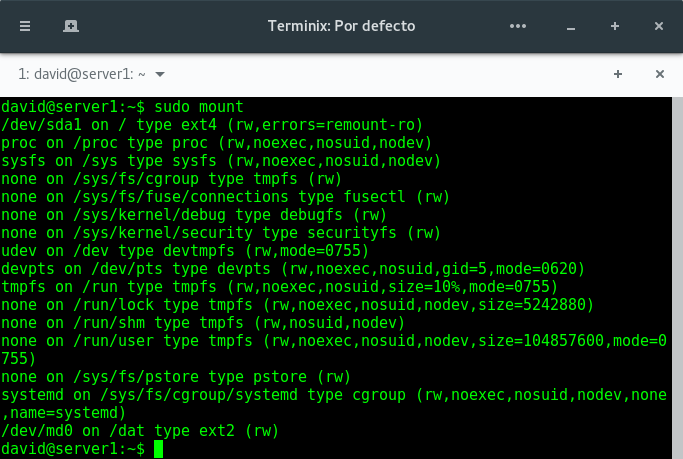 Terminix: Por defecto
1: david@server1: ~
david@server1:~$ sudo mount
/dev/sda1 on / type ext4 (rw,errors=remount-ro)
proc on /proc type proc (rw,noexec,nosuid,nodev)
sysfs on /sys type sysfs (rw,noexec,nosuid,nodev)
none on /sys/fs/cgroup type tmpfs (rw)
none on /sys/fs/fuse/connections type fusectl (rw)
none on /sys/kernel/debug type debugfs (rw)
none on /sys/kernel/security type securityfs (rw)
udev on /dev type devtmpfs (rw,mode=0755)
devpts on /dev/pts type devpts (rw,noexec,nosuid,gid=5,mode=0620)
tmpfs on /run type tmpfs (rw,noexec,nosuid,size=10%,mode=0755)
none on /run/lock type tmpfs (rw,noexec,nosuid,nodev,size=5242880)
none on /run/shm type tmpfs (rw,nosuid,nodev)
none on /run/user type tmpfs (rw,noexec,nosuid,nodev,size=104857600,mode=0
755)
none on /sys/fs/pstore type pstore (rw)
systemd on /sys/fs/cgroup/systemd type cgroup (rw,noexec,nosuid,nodev,none
,name=systemd)
/dev/md0 on /dat type ext2 (rw)
david@server1:~$